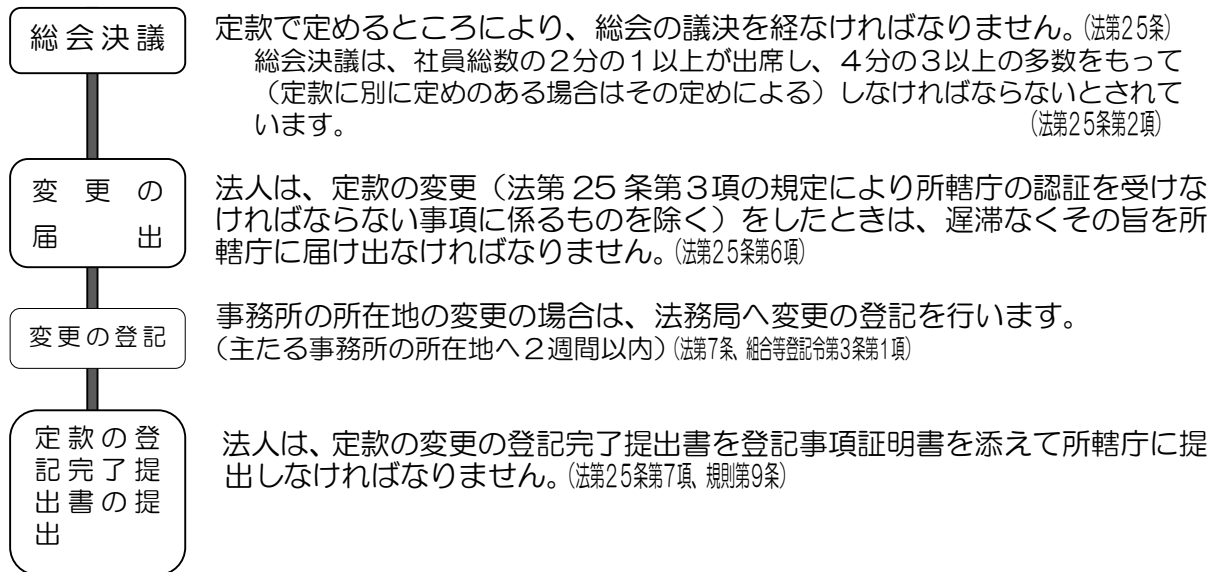 総会決議
定款で定めるところにより、総会の議決を経なければなりません。(法第25条)
総会決議は、社員総数の2分の1以上が出席し、4分の3以上の多数をもって
(定款に別に定めのある場合はその定めによる)しなければならないとされて
います。 (法第25条第2項)
変更の
届出
法人は、定款の変更(法第 25 条第3項の規定により所轄庁の認証を受けな
ければならない事項に係るものを除く)をしたときは、遅滞なくその旨を所
轄庁に届け出なければなりません。(法第25条第6項)
変更の登記
事務所の所在地の変更の場合は、法務局へ変更の登記を行います。
(主たる事務所の所在地へ2週間以内)(法第7条、組合等登記令第3条第1項)
定款の登
記完了提
出書の提
出
法人は、定款の変更の登記完了提出書を登記事項証明書を添えて所轄庁に提
出しなければなりません。(法第25条第7項、規則第9条)